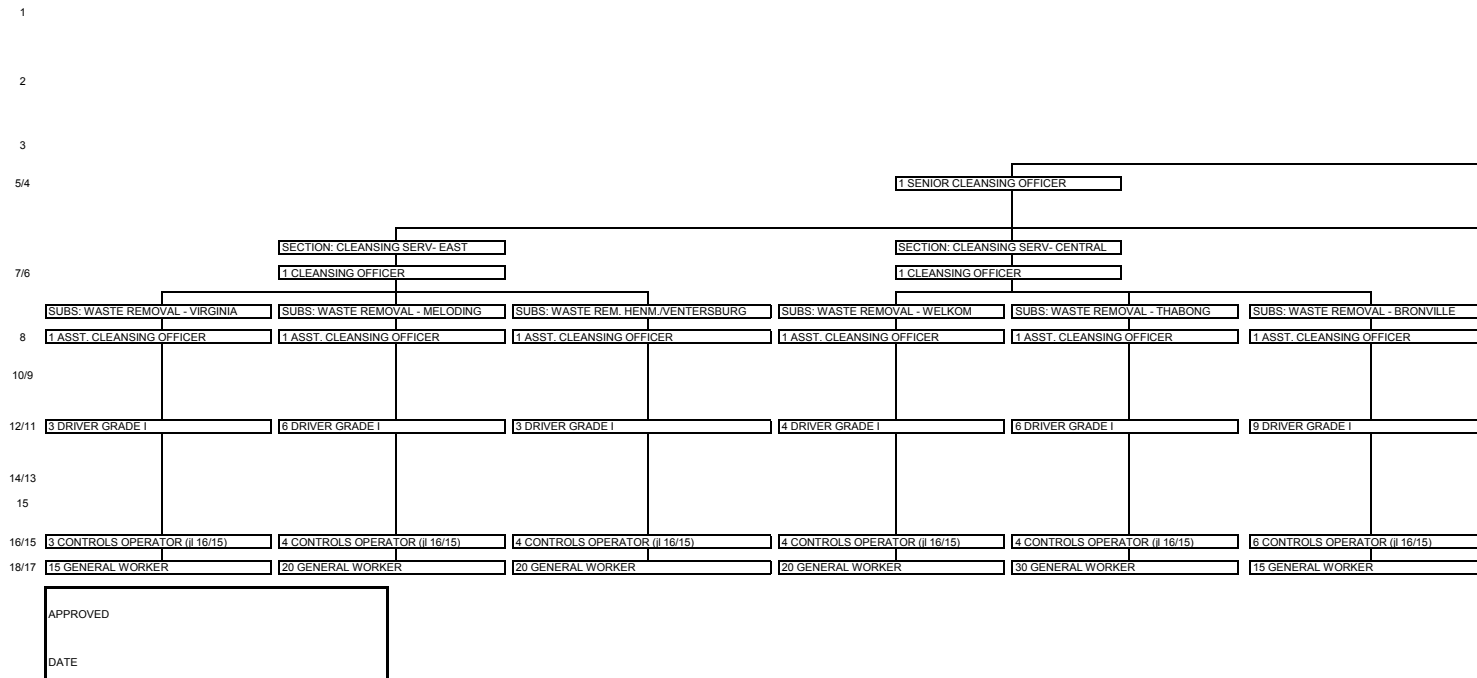 1
2
3
5/4 1 SENIOR CLEANSING OFFICER
SECTION: CLEANSING SERV- EAST SECTION: CLEANSING SERV- CENTRAL
7/6 1 CLEANSING OFFICER 1 CLEANSING OFFICER
SUBS: WASTE REMOVAL - VIRGINIA SUBS: WASTE REMOVAL - MELODING SUBS: WASTE REM. HENM./VENTERSBURG SUBS: WASTE REMOVAL - WELKOM SUBS: WASTE REMOVAL - THABONG SUBS: WASTE REMOVAL - BRONVILLE
8 1 ASST. CLEANSING OFFICER 1 ASST. CLEANSING OFFICER 1 ASST. CLEANSING OFFICER 1 ASST. CLEANSING OFFICER 1 ASST. CLEANSING OFFICER 1 ASST. CLEANSING OFFICER
10/9
12/11 3 DRIVER GRADE I 6 DRIVER GRADE I 3 DRIVER GRADE I 4 DRIVER GRADE I 6 DRIVER GRADE I 9 DRIVER GRADE I
14/13
15
16/15 3 CONTROLS OPERATOR (jl 16/15) 4 CONTROLS OPERATOR (jl 16/15) 4 CONTROLS OPERATOR (jl 16/15) 4 CONTROLS OPERATOR (jl 16/15) 4 CONTROLS OPERATOR (jl 16/15) 6 CONTROLS OPERATOR (jl 16/15)
18/17 15 GENERAL WORKER 20 GENERAL WORKER 20 GENERAL WORKER 20 GENERAL WORKER 30 GENERAL WORKER 15 GENERAL WORKER
APPROVED
DATE